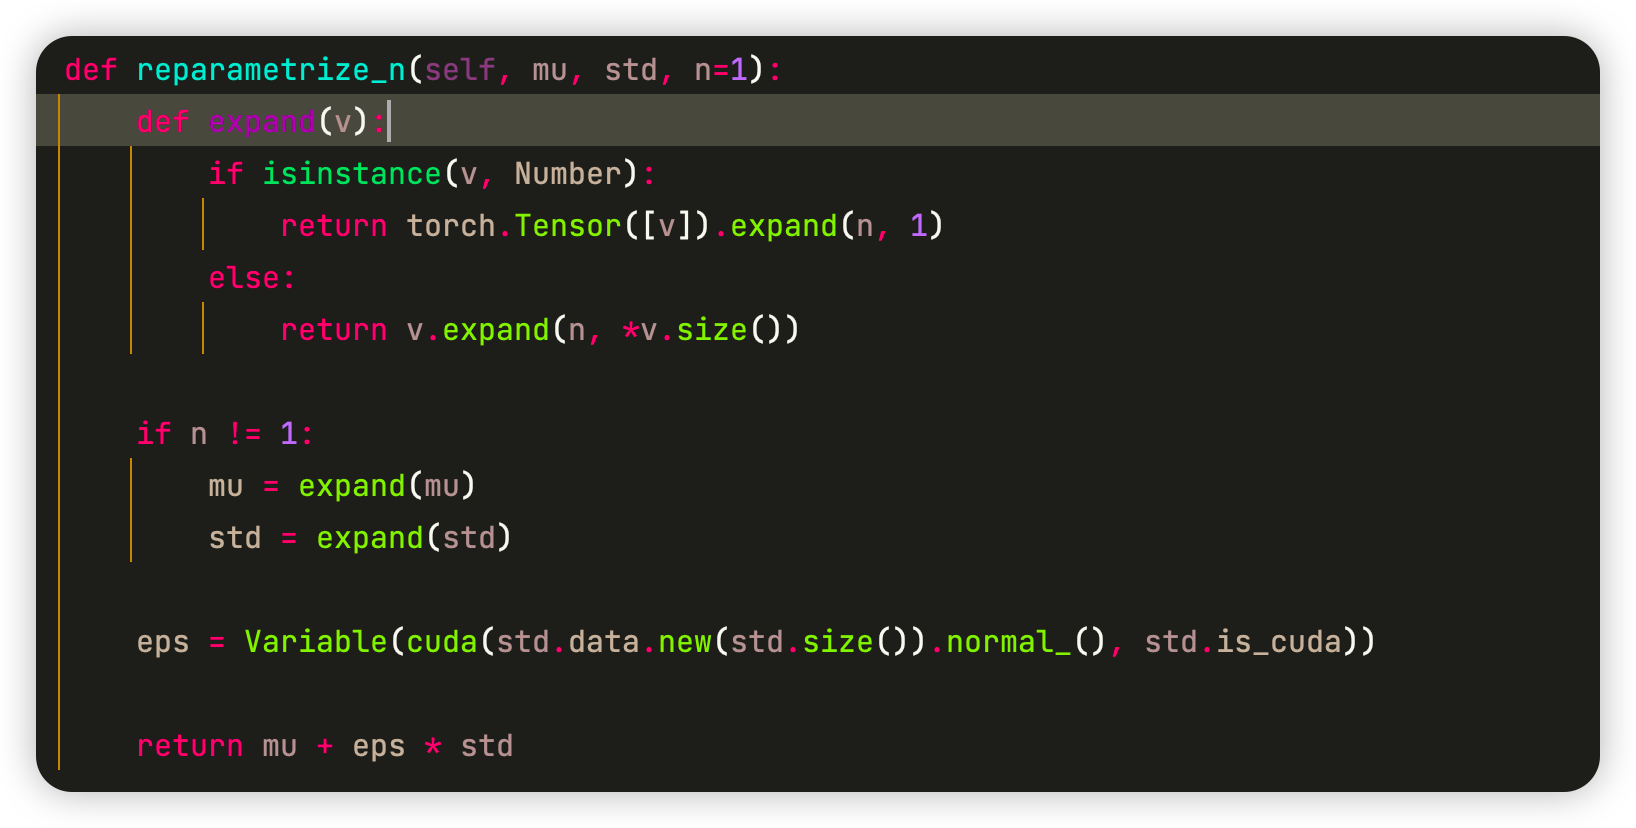 def reparametrize_n(self, mu, std, n=1):
    def expand(v):
        if isinstance(v, Number):
            return torch.Tensor([v]).expand(n, 1)
        else:
            return v.expand(n, *v.size())
    if n != 1:
        mu = expand(mu)
        std = expand(std)
    eps = Variable(cuda(std.data.new(std.size()).normal_(), std.is_cuda))
    return mu + eps * std